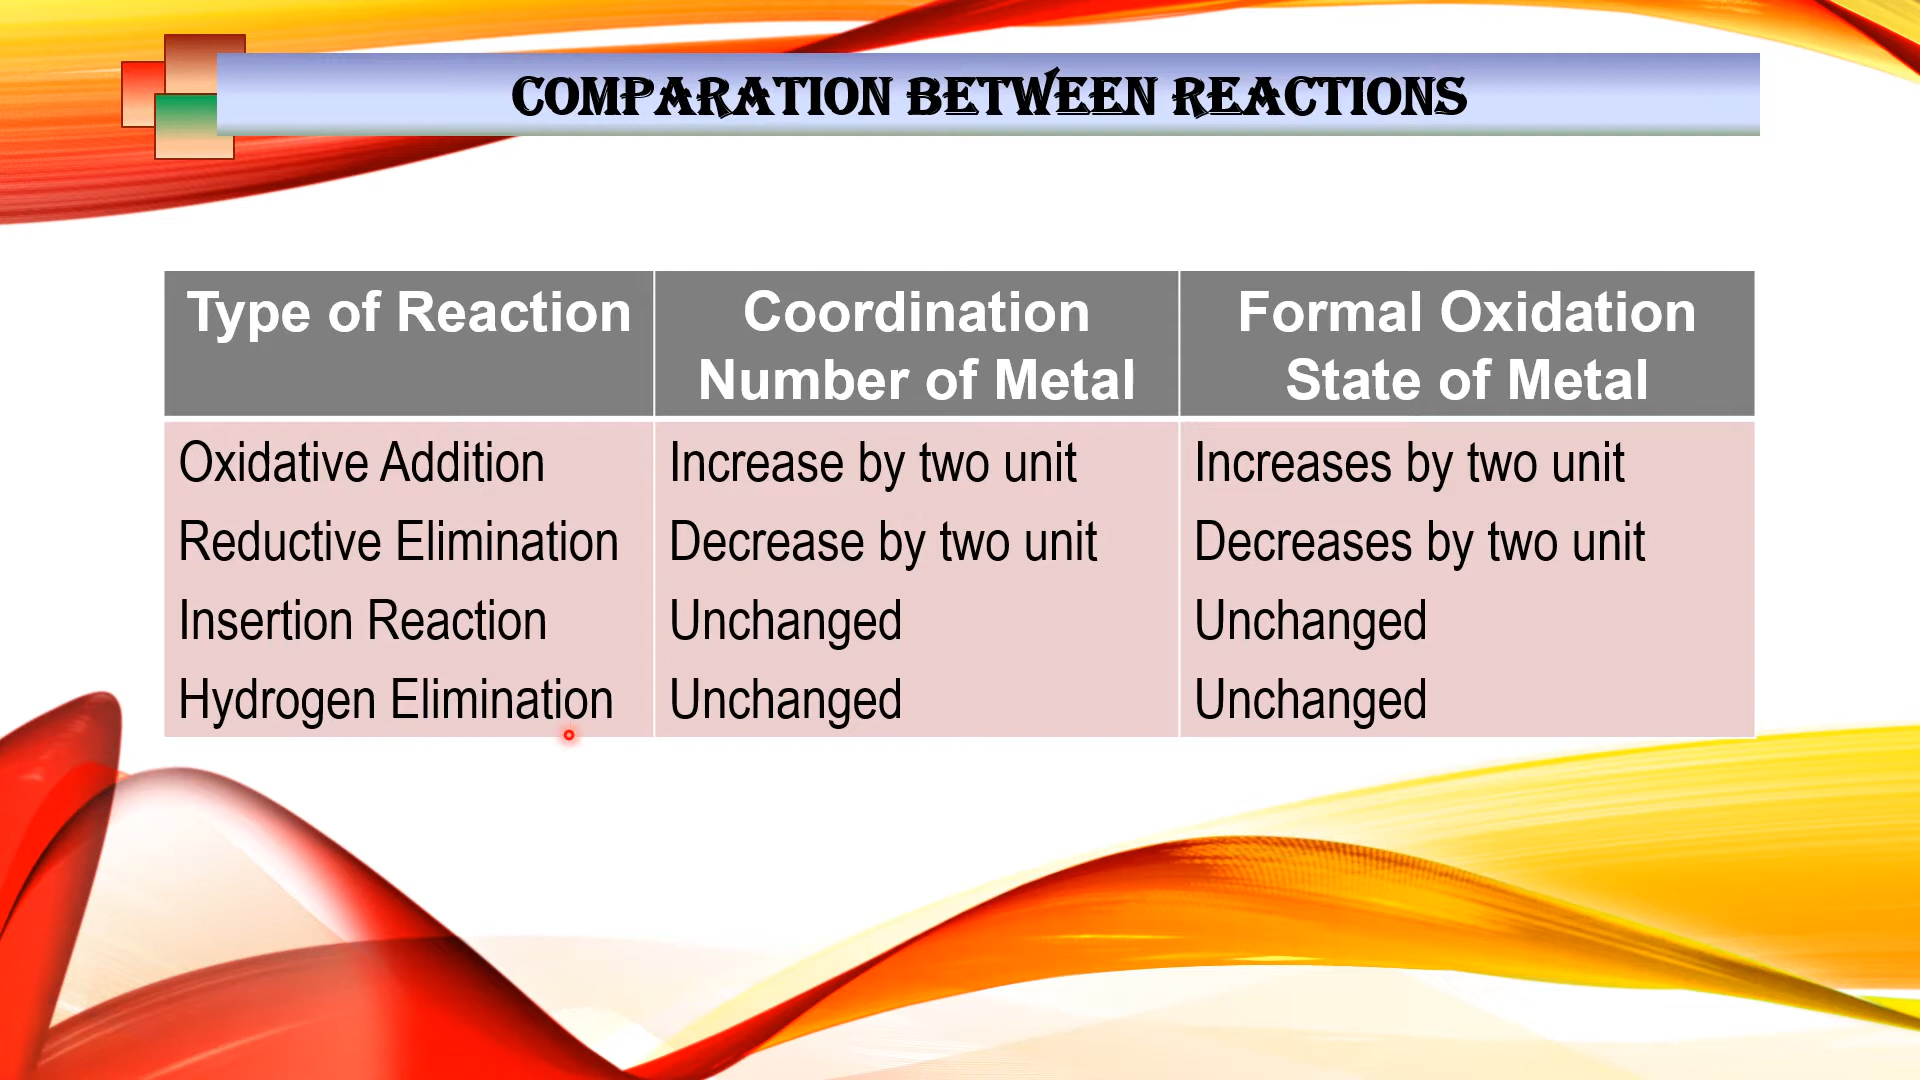 COMPARATION BETWEEN REACTIONS
Type of Reaction
Coordination
Number of Metal
Formal Oxidation
State of Metal
Oxidative Addition
Increase by two unit
Increases by two unit
Reductive Elimination
Decrease by two unit
Decreases by two unit
Insertion Reaction
Unchanged
Unchanged
Hydrogen Elimination
Unchanged
Unchanged